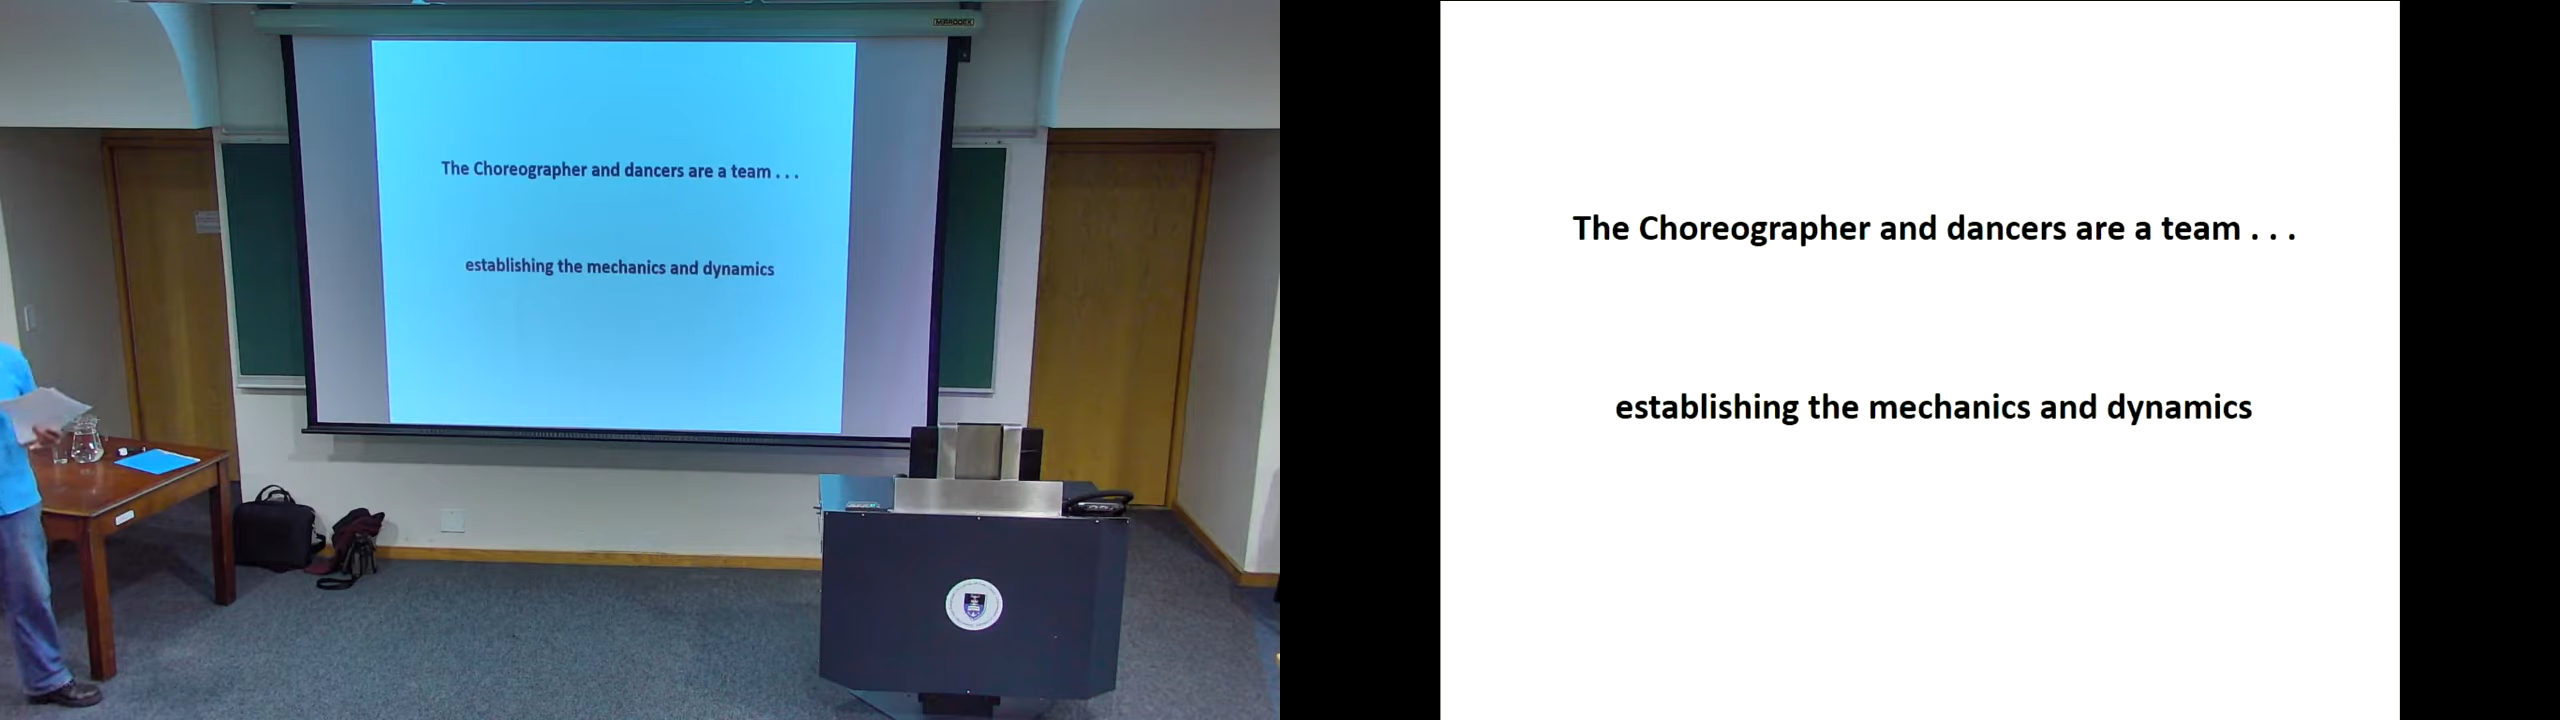 The Choreographer and dancers are a team . . .
establishing the mechanics and dynamics
The Choreographer and dancers are a team . . .
establishing the mechanics and dynamics